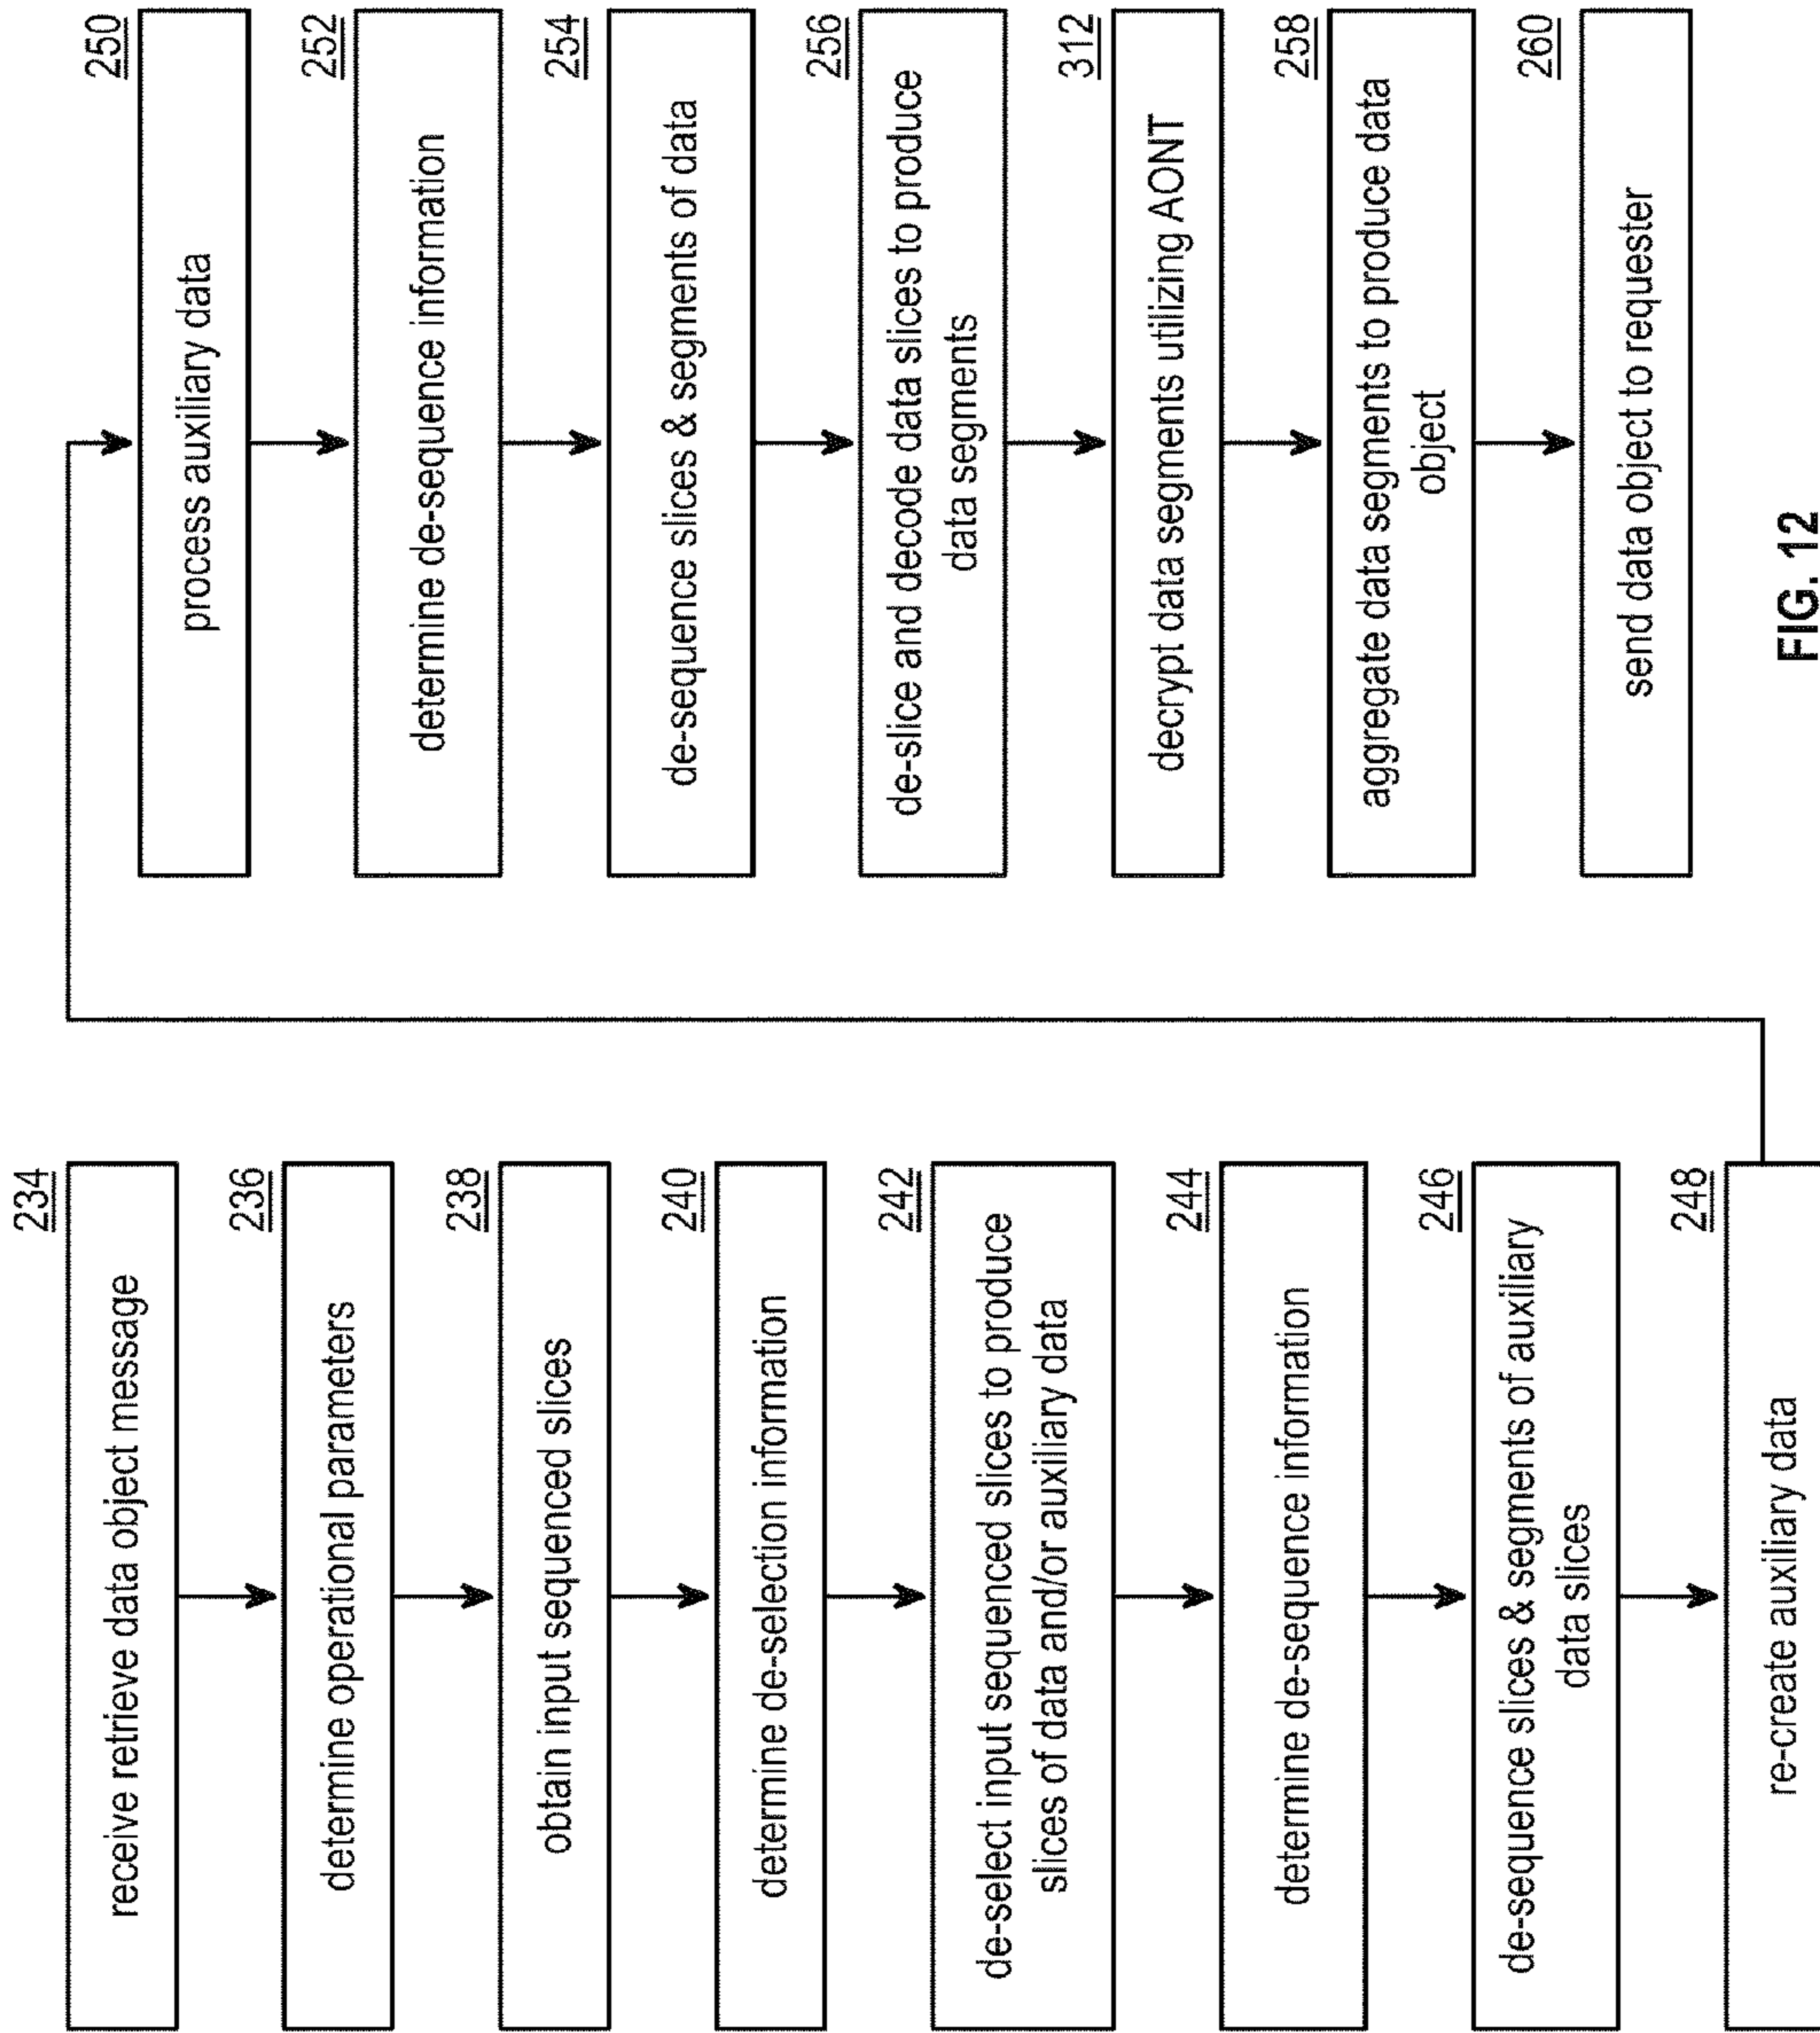 234
receive retrieve data object message
236
determine operational parameters
238
obtain input sequenced slices
240
determine de-selection information
242
de-select input sequenced slices to produce
slices of data and/or auxiliary data
244
determine de-sequence information
246
de-sequence slices & segments of auxiliary
data slices
248
re-create auxiliary data
250
process auxiliary data
252
determine de-sequence information
254
de-sequence slices & segments of data
256
de-slice and decode data slices to produce
data segments
312
decrypt data segments utilizing AONT
258
aggregate data segments to produce data
object
260
send data object to requester
FIG. 12